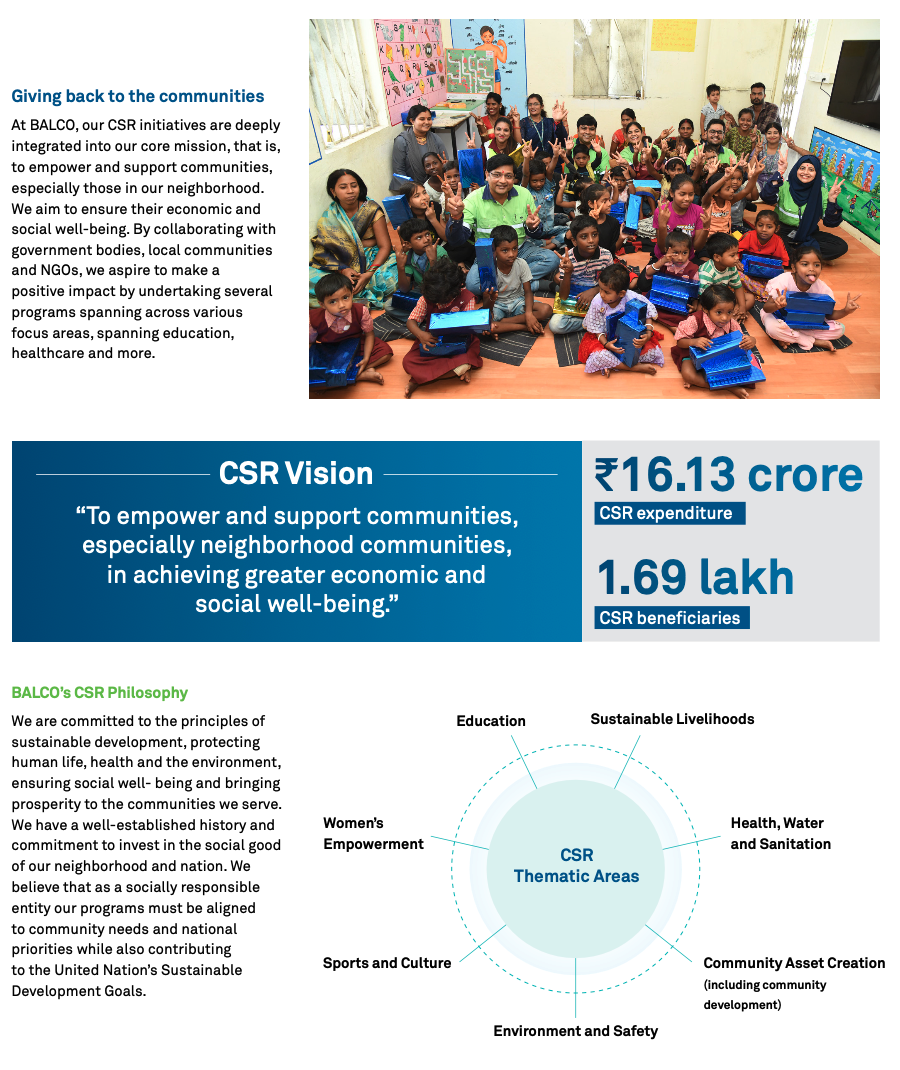 Giving back to the communities
At BALCO, our CSR initiatives are deeply
integrated into our core mission, that is,
to empower and support communities,
especially those in our neighborhood.
We aim to ensure their economic and
social well-being. By collaborating with
government bodies, local communities
and NGOs, we aspire to make a
positive impact by undertaking several
programs spanning across various
focus areas, spanning education,
healthcare and more.
CSR Vision
“To empower and support communities,
especially neighborhood communities,
in achieving greater economic and
social well-being.”
₹16.13 crore
CSR expenditure
1.69 lakh
CSR beneficiaries
BALCO’s CSR Philosophy
We are committed to the principles of
sustainable development, protecting
human life, health and the environment,
ensuring social well- being and bringing
prosperity to the communities we serve.
We have a well-established history and
commitment to invest in the social good
of our neighborhood and nation. We
believe that as a socially responsible
entity our programs must be aligned
to community needs and national
priorities while also contributing
to the United Nation’s Sustainable
Development Goals.
Education
Sustainable Livelihoods
Women’s
Empowerment
Health, Water
and Sanitation
CSR
Thematic Areas
Sports and Culture
Community Asset Creation
(including community
development)
Environment and Safety